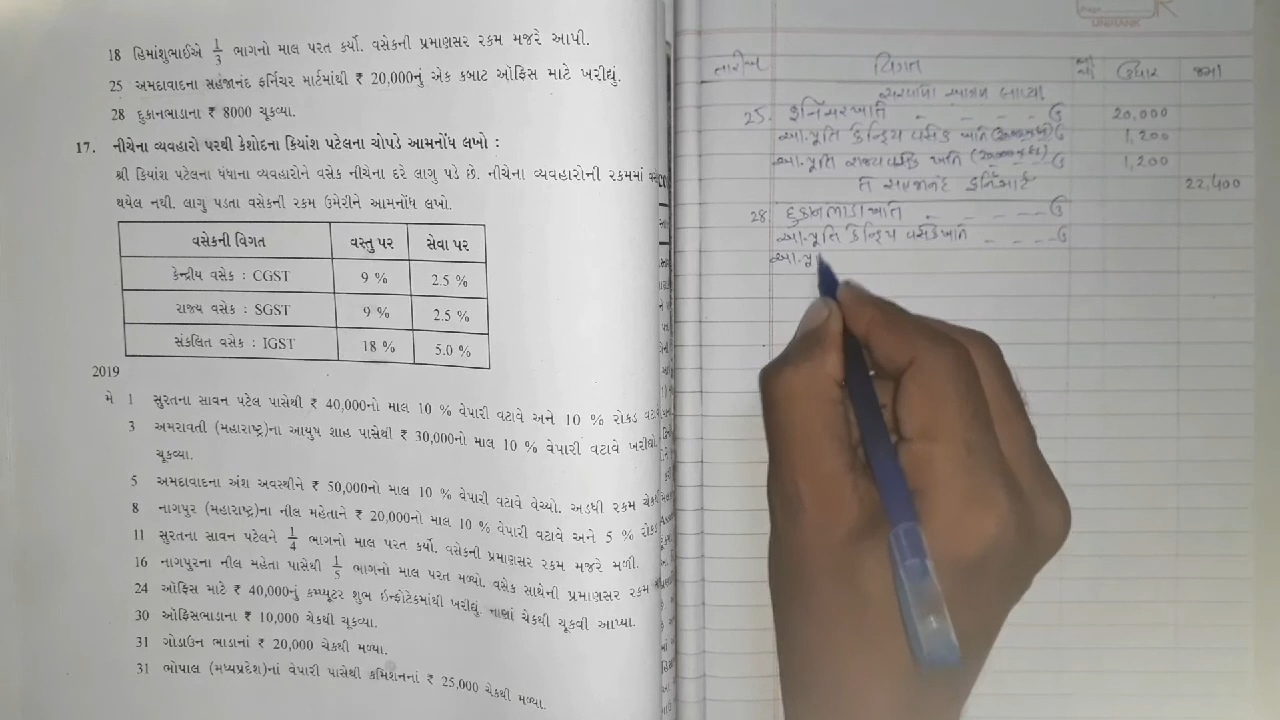 18 હિમાંશુભાઈએ 1/3 ભાગનો માલ પરત કર્યો. વસેકની પ્રમાણસર રકમ મજરે આપી.
25 અમદાવાદના સહજાનંદ ફર્નિચર માર્ટમાંથી ₹ 20,000નું એક કબાટ ઑફિસ માટે ખરીદ્યું.
28 દુકાનભાડાના ₹ 8000 ચૂકવ્યા.
17. નીચેના વ્યવહારો પરથી કેશોદના કિયાંશ પટેલના ચોપડે આમનોંધ લખો :
શ્રી કિયાંશ પટેલના ધંધાના વ્યવહારોને વસેક નીચેના દરે લાગુ પડે છે. નીચેના વ્યવહારોની રકમમાં
થયેલ નથી. લાગુ પડતા વસેકની રકમ ઉમેરીને આમનોંધ લખો.
વસેકની વિગત વસ્તુ પર સેવા પર
કેન્દ્રીય વસેક : CGST 9 % 2.5 %
રાજ્ય વસેક : SGST 9 % 2.5 %
સંકલિત વસેક : IGST 18 % 5.0 %
2019
મે 1 સુરતના સાવન પટેલ પાસેથી ₹ 40,000નો માલ 10 % વેપારી વટાવે અને 10 % રોકડ
3 અમરાવતી (મહારાષ્ટ્ર)ના આયુષ શાહ પાસેથી ₹ 30,000નો માલ 10 % વેપારી વટાવે ખરીદ્યો.
ચૂકવ્યા.
5 અમદાવાદના અંશ અવસ્થીને ₹ 50,000નો માલ 10 % વેપારી વટાવે વેચ્યો. અડધી રકમ
8 નાગપુર (મહારાષ્ટ્ર)ના નીલ મહેતાને ₹ 20,000નો માલ 10 % વેપારી વટાવે અને 5 % રોકડ
11 સુરતના સાવન પટેલને 1/4 ભાગનો માલ પરત કર્યો. વસેકની પ્રમાણસર રકમ મજરે મળી.
16 નાગપુરના નીલ મહેતા પાસેથી 1/5 ભાગનો માલ પરત મળ્યો. વસેક સાથેની પ્રમાણસર રકમ
24 ઑફિસ માટે ₹ 40,000નું કમ્પ્યૂટર શુભ ઇન્ફોટેકમાંથી ખરીદ્યું. નાણાં ચેકથી ચૂકવી આપ્યા.
30 ઑફિસભાડાના ₹ 10,000 ચેકથી ચૂકવ્યા.
31 ગોડાઉન ભાડાનાં ₹ 20,000 ચેકથી મળ્યા.
31 ભોપાલ (મધ્યપ્રદેશ)નાં વેપારી પાસેથી કમિશનનાં ₹ 25,000 ચેકથી મળ્યા.
તારીખ વિગત ઉધાર જમા
સરવાળો આગળ લાવ્યા
25. ફર્નિચર ખાતે ઉ 20,000
આ.પૂર્તિ કેન્દ્રિય વસેક ખાતે ઉ 1,200
આ.પૂર્તિ રાજ્ય વસેક ખાતે ઉ 1,200
તે સહજાનંદ 22,400
28 દુકાનભાડા ખાતે ઉ
આ.પૂર્તિ કેન્દ્રિય વસેક ખાતે ઉ
આ.પૂ